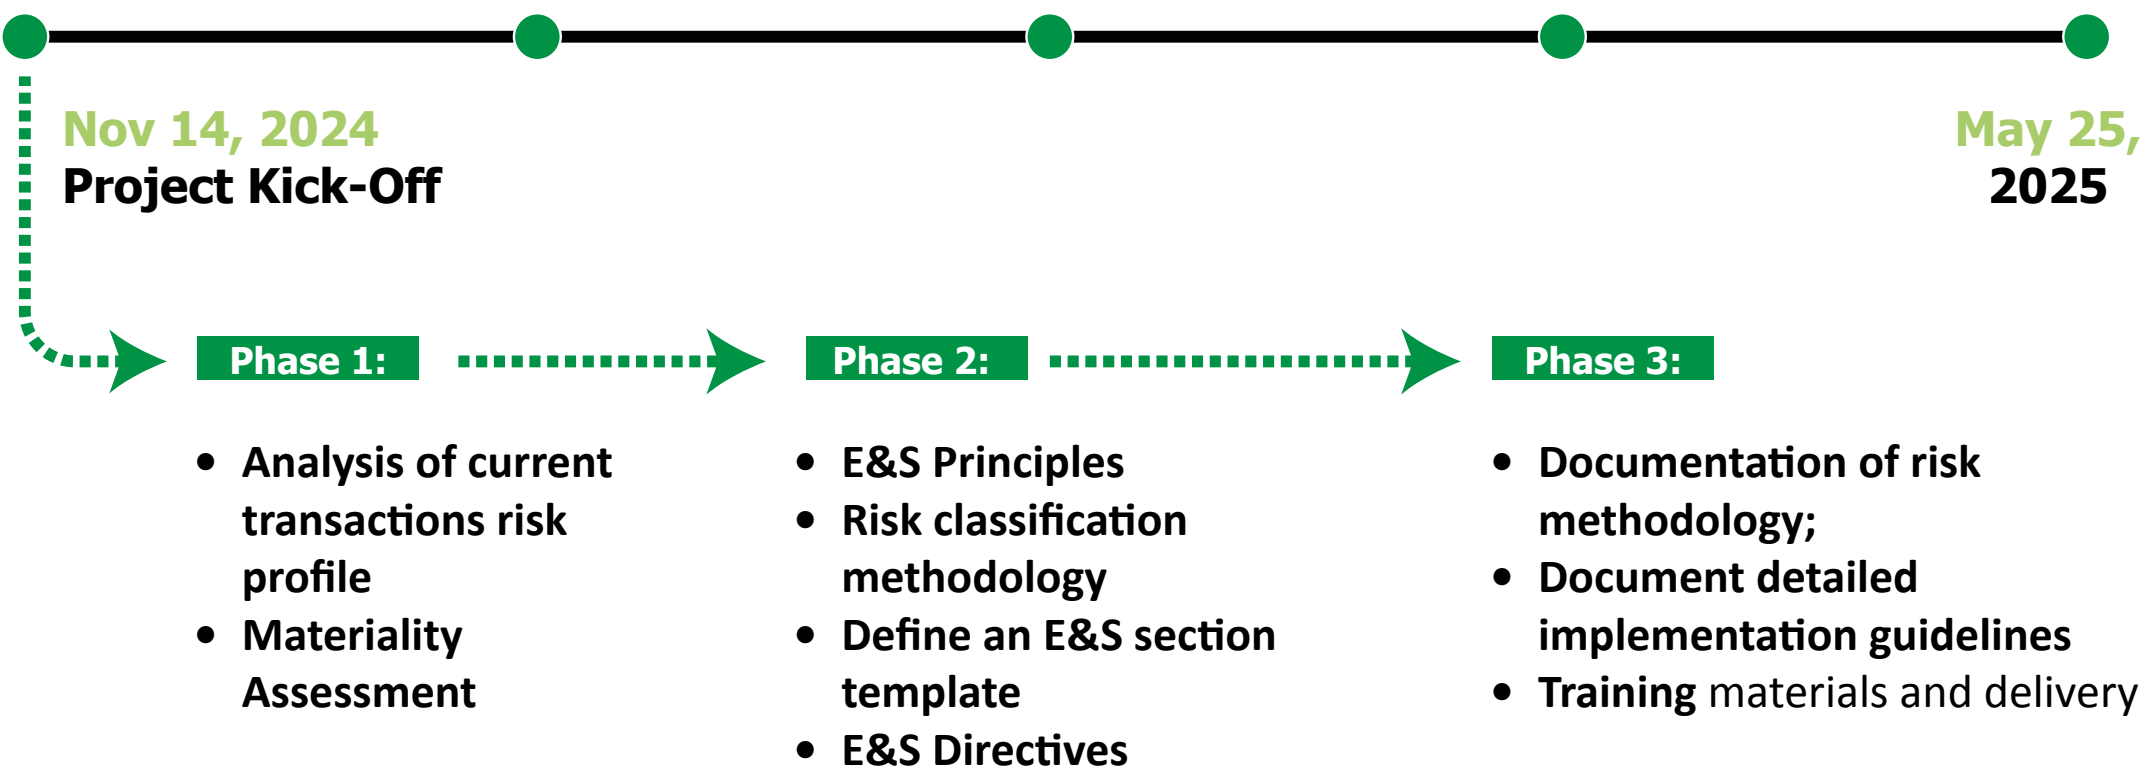 Nov 14, 2024
Project Kick-Off
May 25,
2025
Phase 1:
• Analysis of current
transactions risk
profile
• Materiality
Assessment
Phase 2:
• E&S Principles
• Risk classification
methodology
• Define an E&S section
template
• E&S Directives
Phase 3:
• Documentation of risk
methodology;
• Document detailed
implementation guidelines
• Training materials and delivery